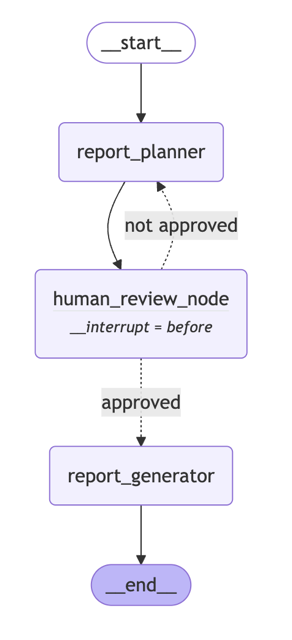 __start__
report_planner
not approved
human_review_node
__interrupt = before
approved
report_generator
__end__